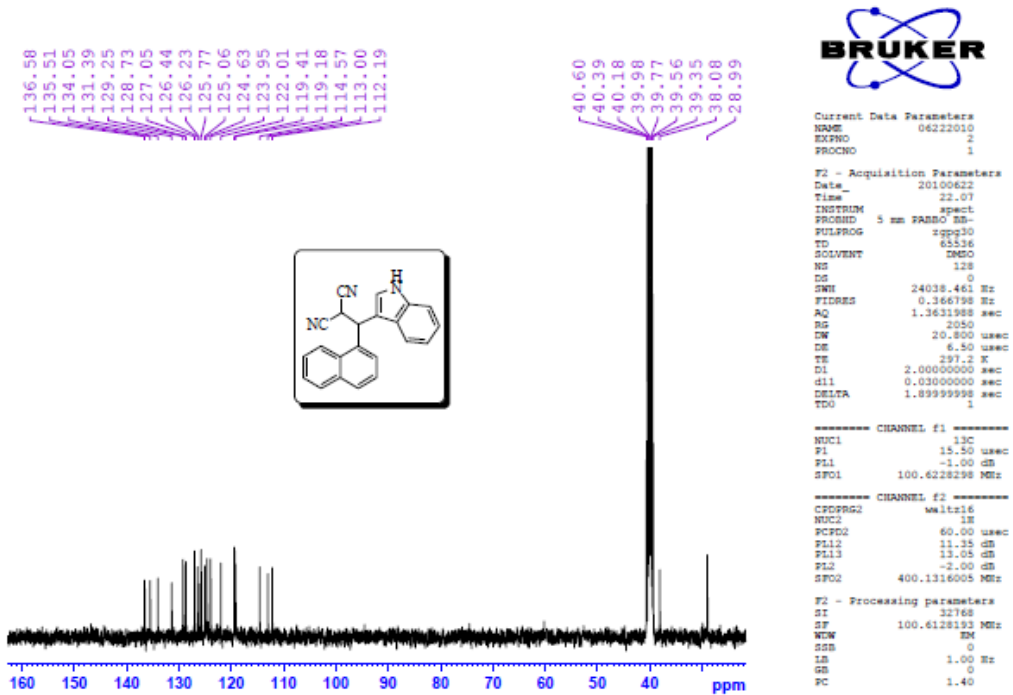 136.58
135.51
134.05
131.39
129.25
128.73
127.05
126.44
126.23
125.77
125.06
124.63
123.95
122.01
119.41
119.18
114.57
113.00
112.19
40.60
40.39
40.18
39.98
39.77
39.56
39.35
38.08
28.99
H
N
CN
NC
160 150 140 130 120 110 100 90 80 70 60 50 40 30 ppm
BRUKER
Current Data Parameters
NAME 06222010
EXPNO 2
PROCNO 1
F2 - Acquisition Parameters
Date_ 20100622
Time 22.07
INSTRUM spect
PROBHD 5 mm PABBO BB-
PULPROG zgpg30
TD 65536
SOLVENT DMSO
NS 128
DS 0
SWH 24038.461 Hz
FIDRES 0.366798 Hz
AQ 1.3631988 sec
RG 2050
DW 20.800 usec
DE 6.50 usec
TE 297.2 K
D1 2.00000000 sec
d11 0.03000000 sec
DELTA 1.89999998 sec
TD0 1
======== CHANNEL f1 ========
NUC1 13C
P1 15.50 usec
PL1 -1.00 dB
SFO1 100.6228298 MHz
======== CHANNEL f2 ========
CPDPRG2 waltz16
NUC2 1H
PCPD2 60.00 usec
PL12 11.35 dB
PL13 13.05 dB
PL2 -2.00 dB
SFO2 400.1316005 MHz
F2 - Processing parameters
SI 32768
SF 100.6128193 MHz
WDW EM
SSB 0
LB 1.00 Hz
GB 0
PC 1.40